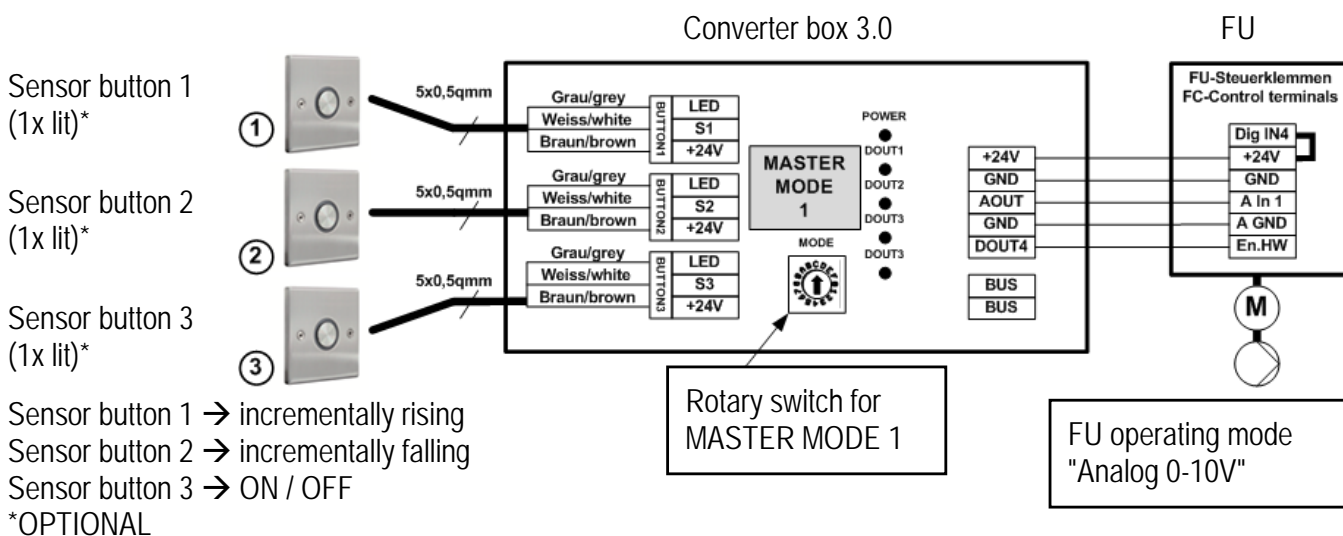 Converter box 3.0
FU
Sensor button 1
(1x lit)*
1
5x0,5qmm
Grau/grey
Weiss/white
Braun/brown
BUTTON1
LED
S1
+24V
Sensor button 2
(1x lit)*
2
5x0,5qmm
Grau/grey
Weiss/white
Braun/brown
BUTTON2
LED
S2
+24V
Sensor button 3
(1x lit)*
3
5x0,5qmm
Grau/grey
Weiss/white
Braun/brown
BUTTON3
LED
S3
+24V
MASTER
MODE
1
MODE
POWER
DOUT1
DOUT2
DOUT3
DOUT3
+24V
GND
AOUT
GND
DOUT4
BUS
BUS
FU-Steuerklemmen
FC-Control terminals
Dig IN4
+24V
GND
A In 1
A GND
En.HW
M
Rotary switch for
MASTER MODE 1
FU operating mode
"Analog 0-10V"
Sensor button 1 → incrementally rising
Sensor button 2 → incrementally falling
Sensor button 3 → ON / OFF
*OPTIONAL